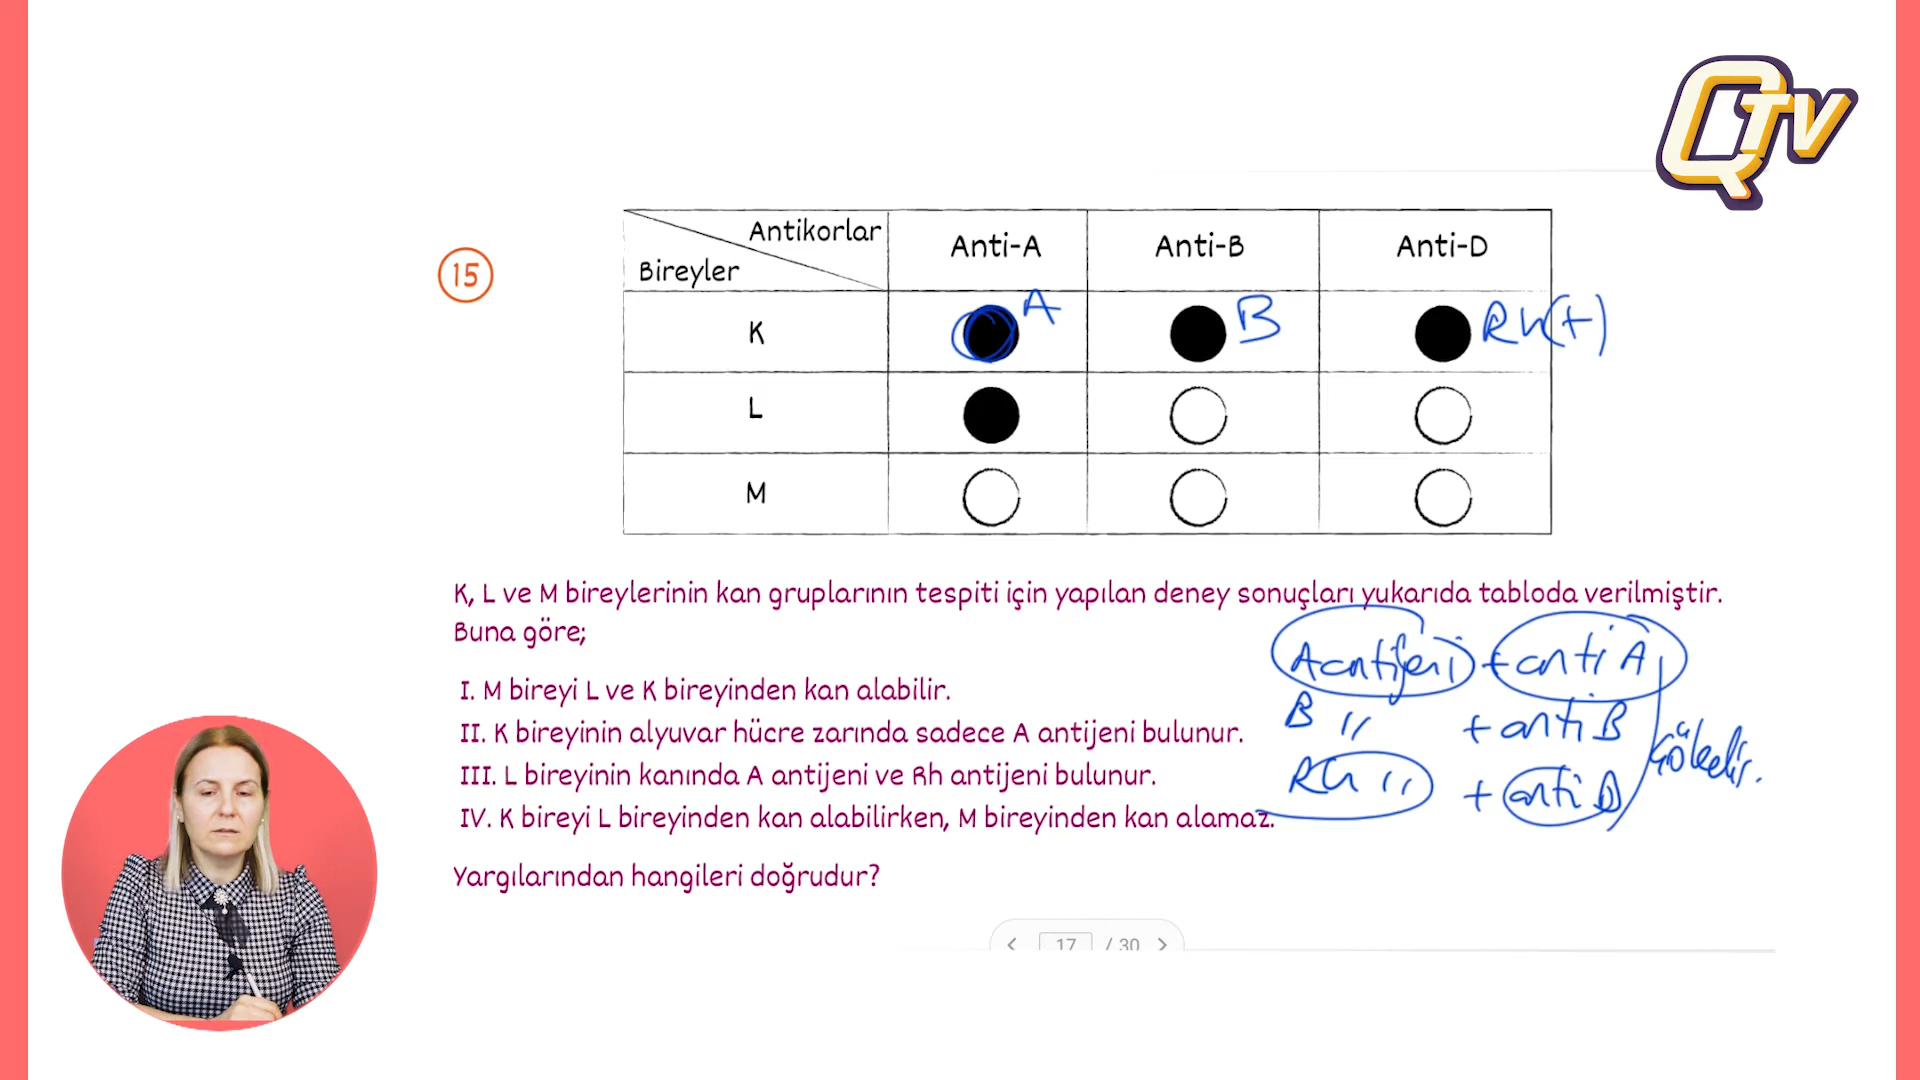 QTV
15
Antikorlar
Bireyler
Anti-A
Anti-B
Anti-D
K
A
B
Rh(+)
L
M
K, L ve M bireylerinin kan gruplarının tespiti için yapılan deney sonuçları yukarıda tabloda verilmiştir.
Buna göre;
A antijeni + anti A
B " + anti B
Rh " + anti D
I. M bireyi L ve K bireyinden kan alabilir.
II. K bireyinin alyuvar hücre zarında sadece A antijeni bulunur.
III. L bireyinin kanında A antijeni ve Rh antijeni bulunur.
IV. K bireyi L bireyinden kan alabilirken, M bireyinden kan alamaz.
Yargılarından hangileri doğrudur?
17 / 30